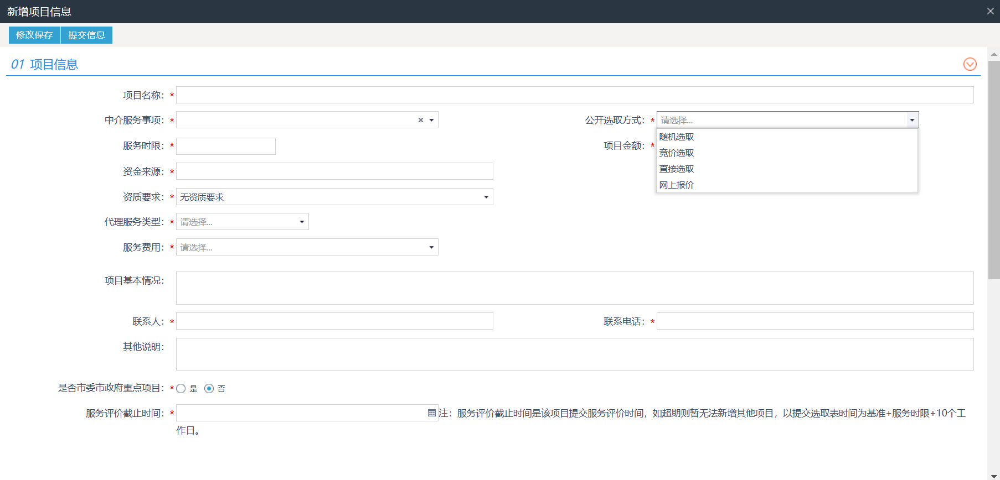 新增项目信息
修改保存 提交信息
01 项目信息
项目名称：*
中介服务事项：* 公开选取方式：* 请选择...
随机选取
服务时限：* 项目金额：*
竞价选取
直接选取
资金来源：*
网上报价
资质要求：* 无资质要求
代理服务类型：* 请选择...
服务费用：* 请选择...
项目基本情况：
联系人：* 联系电话：*
其他说明：
是否市委市政府重点项目：* 是 否
服务评价截止时间：* 注：服务评价截止时间是该项目提交服务评价时间，如超期则暂无法新增其他项目，以提交选取表时间为基准+服务时限+10个工
作日。